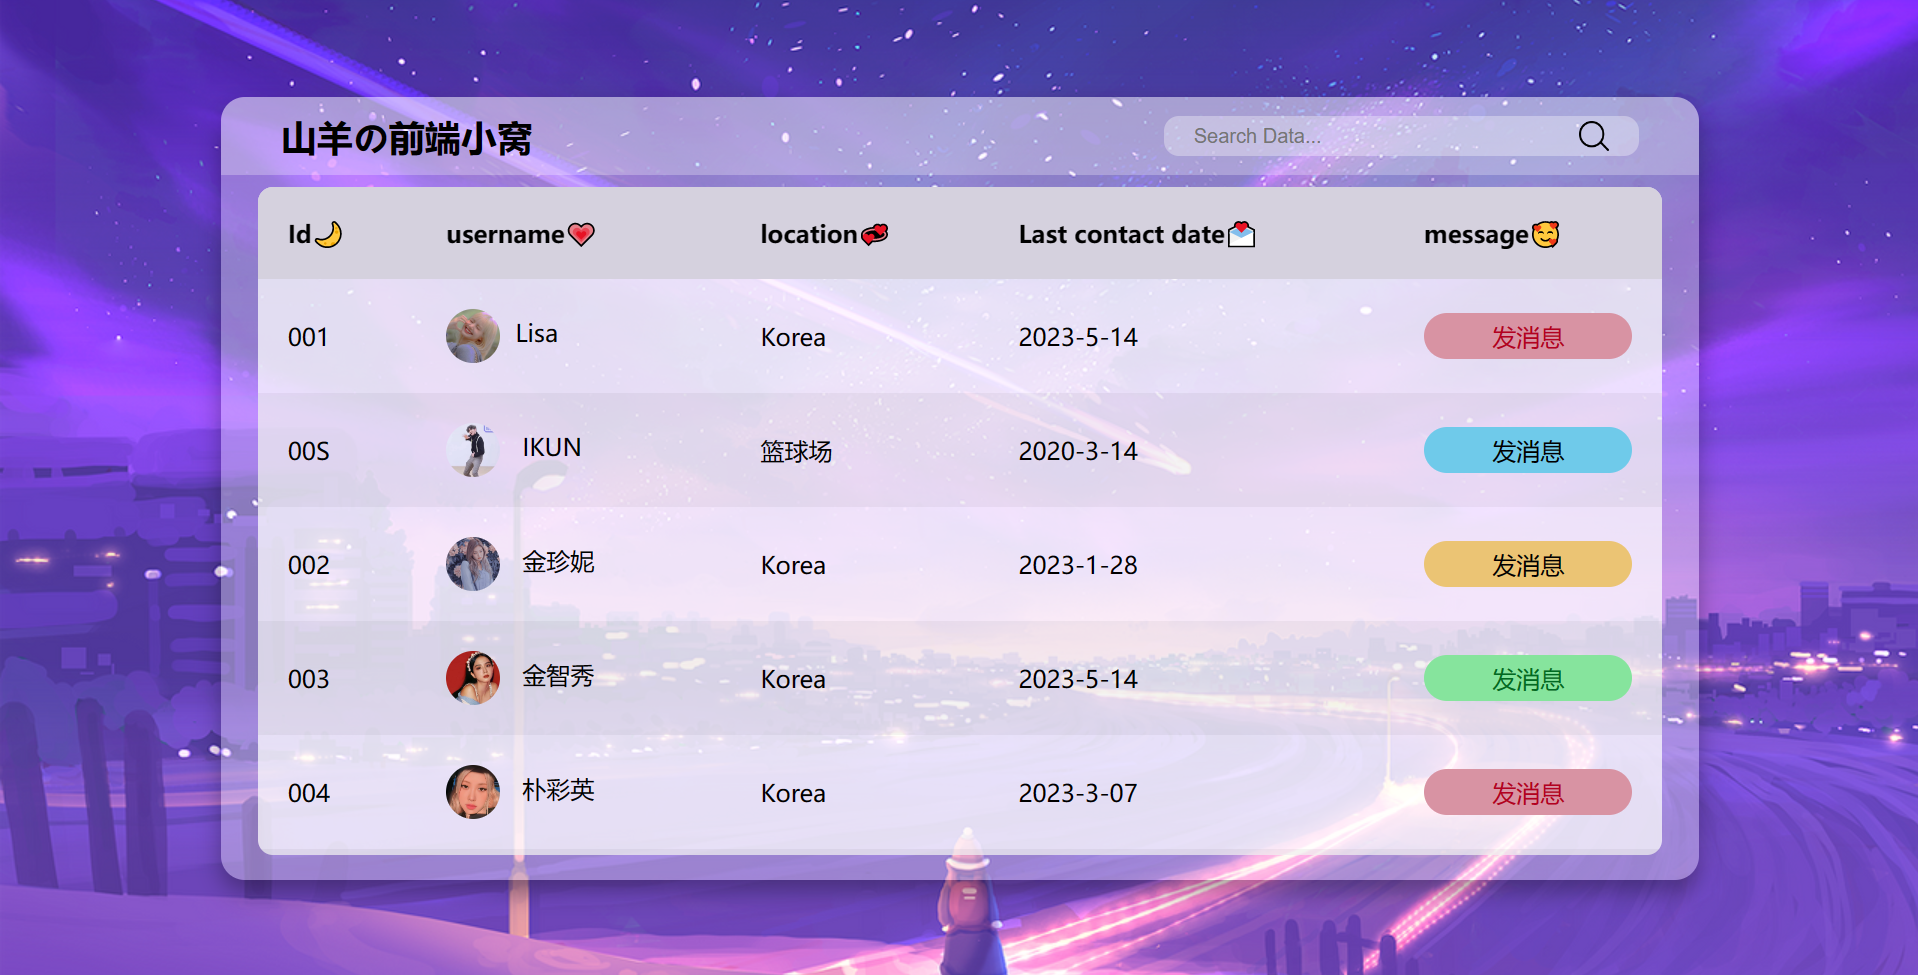 山羊の前端小窝
Search Data...
Id🌙 username💗 location💞 Last contact date💌 message🥰
001 Lisa Korea 2023-5-14 发消息
00S IKUN 篮球场 2020-3-14 发消息
002 金珍妮 Korea 2023-1-28 发消息
003 金智秀 Korea 2023-5-14 发消息
004 朴彩英 Korea 2023-3-07 发消息